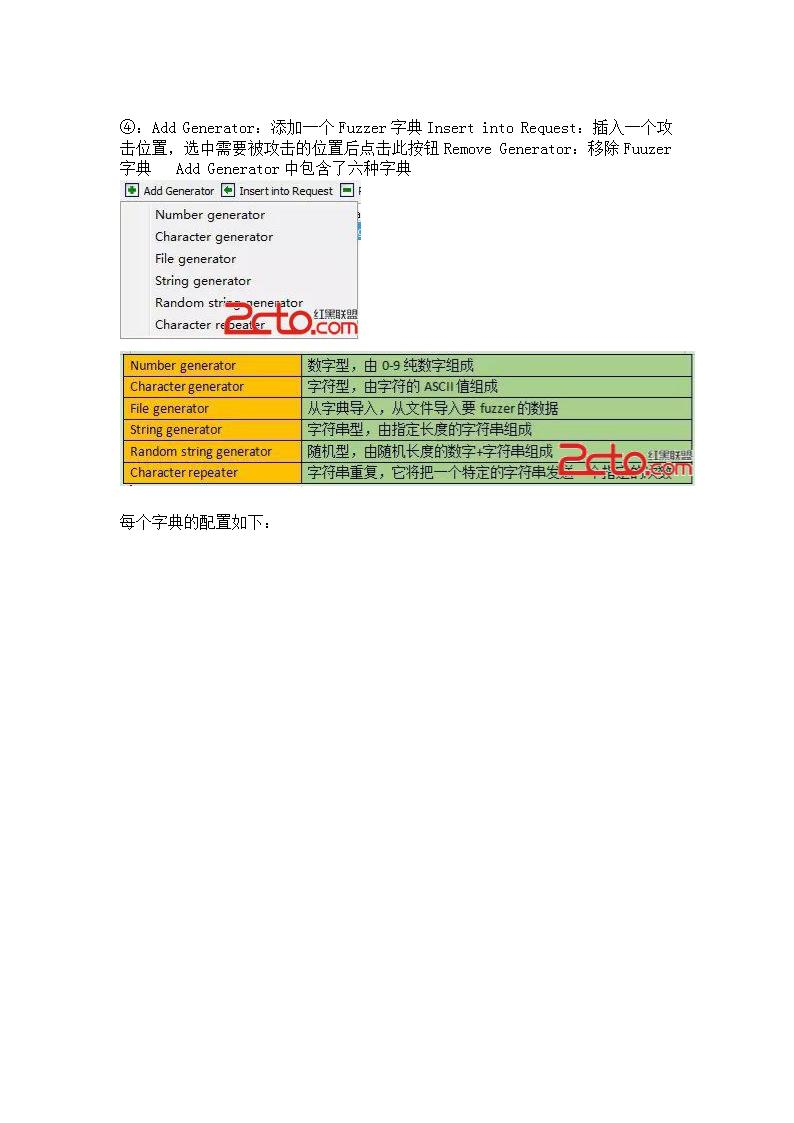 ④: Add Generator: 添加一个 Fuzzer 字典 Insert into Request: 插入一个攻
击位置, 选中需要被攻击的位置后点击此按钮 Remove Generator: 移除 Fuuzer
字典 Add Generator 中包含了六种字典
Add Generator Insert into Request
Number generator
Character generator
File generator
String generator
Random string generator
Character repeater
2cto.com 红黑联盟
Number generator 数字型，由 0-9 纯数字组成
Character generator 字符型，由字符的 ASCII 值组成
File generator 从字典导入，从文件导入要 fuzzer 的数据
String generator 字符串型，由指定长度的字符串组成
Random string generator 随机型，由随机长度的数字+字符串组成
Character repeater 字符串重复，它将把一个特定的字符串发送一个指定的次数
2cto.com 红黑联盟
每个字典的配置如下: